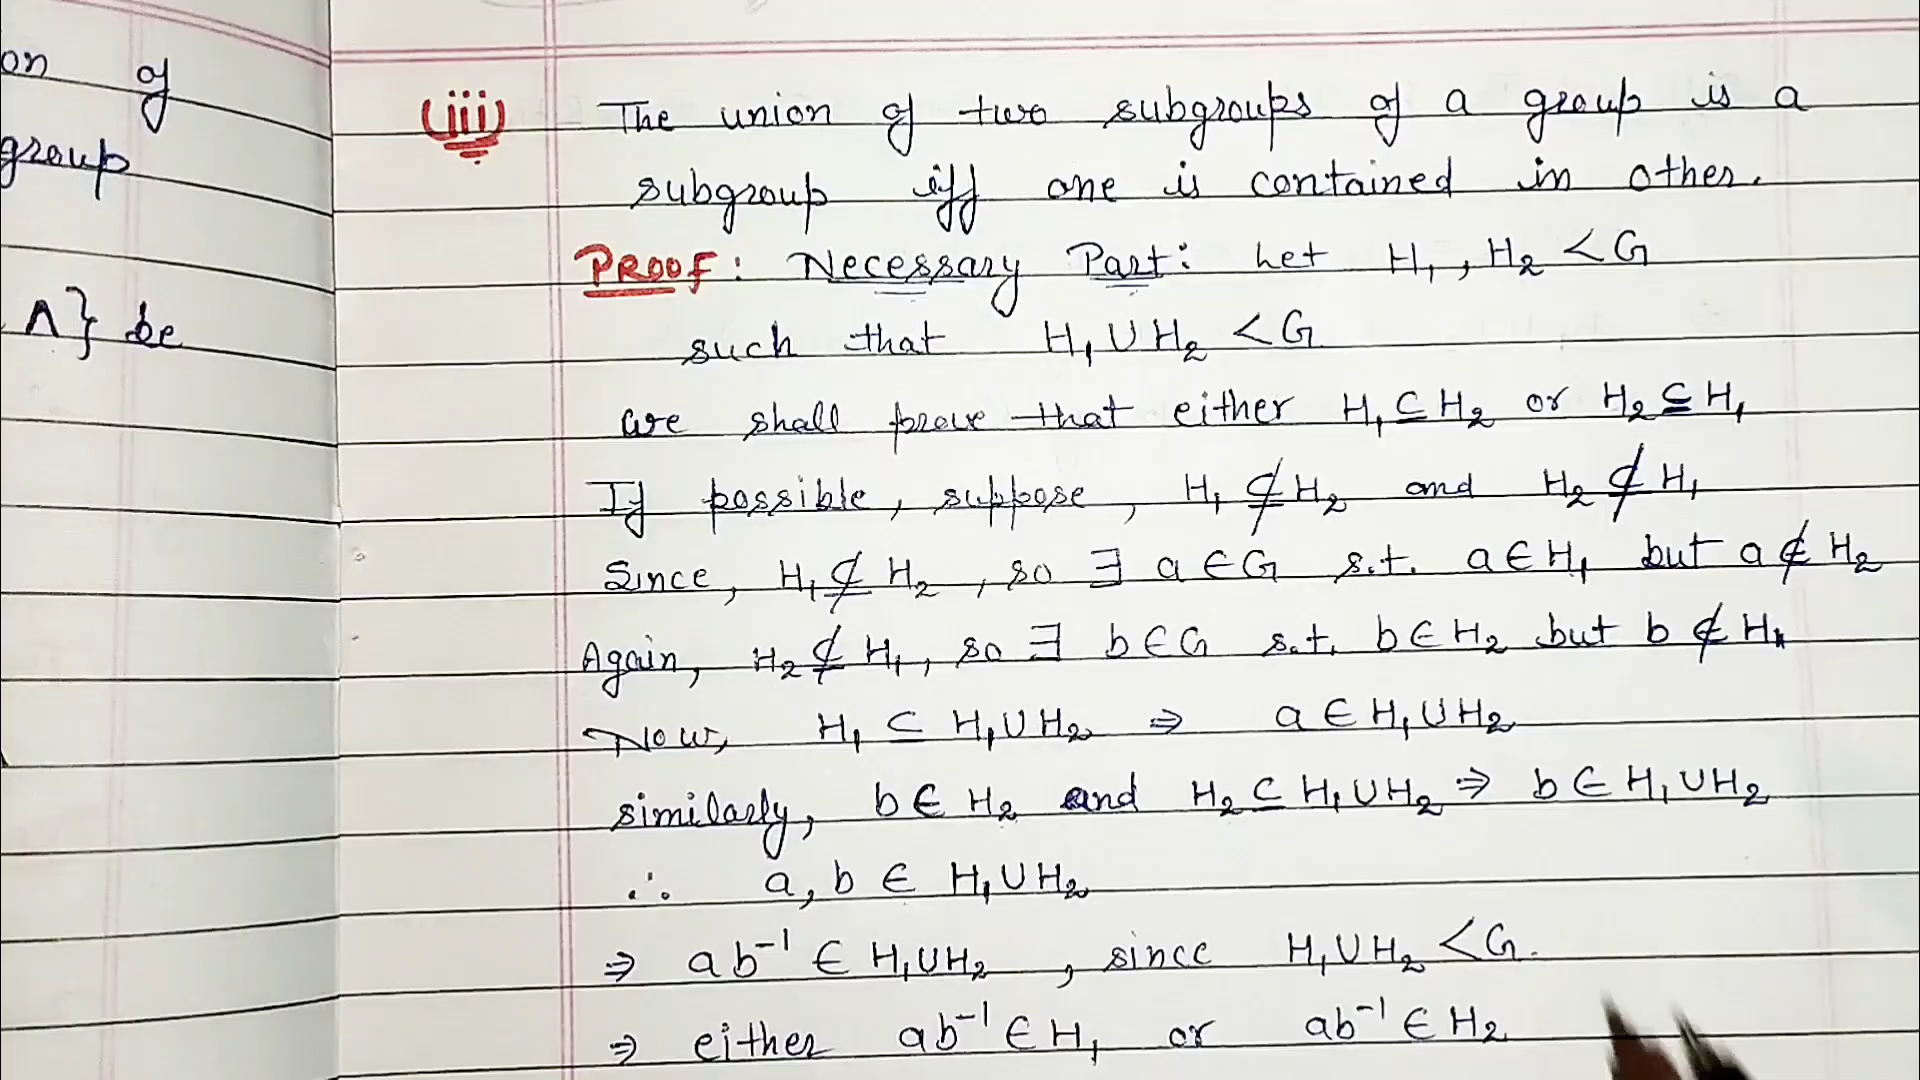 on of
group
Λ} be
(iii) The union of two subgroups of a group is a
subgroup iff one is contained in other.
PROOF: Necessary Part: Let H₁, H₂ < G
such that H₁ ∪ H₂ < G
we shall prove that either H₁ ⊆ H₂ or H₂ ⊆ H₁
If possible, suppose, H₁ ⊈ H₂ and H₂ ⊄ H₁
Since, H₁ ⊈ H₂, so ∃ a ∈ G s.t. a ∈ H₁ but a ∉ H₂
Again, H₂ ⊈ H₁, so ∃ b ∈ G s.t. b ∈ H₂ but b ∉ H₁
Now, H₁ ⊆ H₁ ∪ H₂ ⇒ a ∈ H₁ ∪ H₂
similarly, b ∈ H₂ and H₂ ⊆ H₁ ∪ H₂ ⇒ b ∈ H₁ ∪ H₂
∴ a, b ∈ H₁ ∪ H₂
⇒ ab⁻¹ ∈ H₁ ∪ H₂, since H₁ ∪ H₂ < G.
⇒ either ab⁻¹ ∈ H₁ or ab⁻¹ ∈ H₂